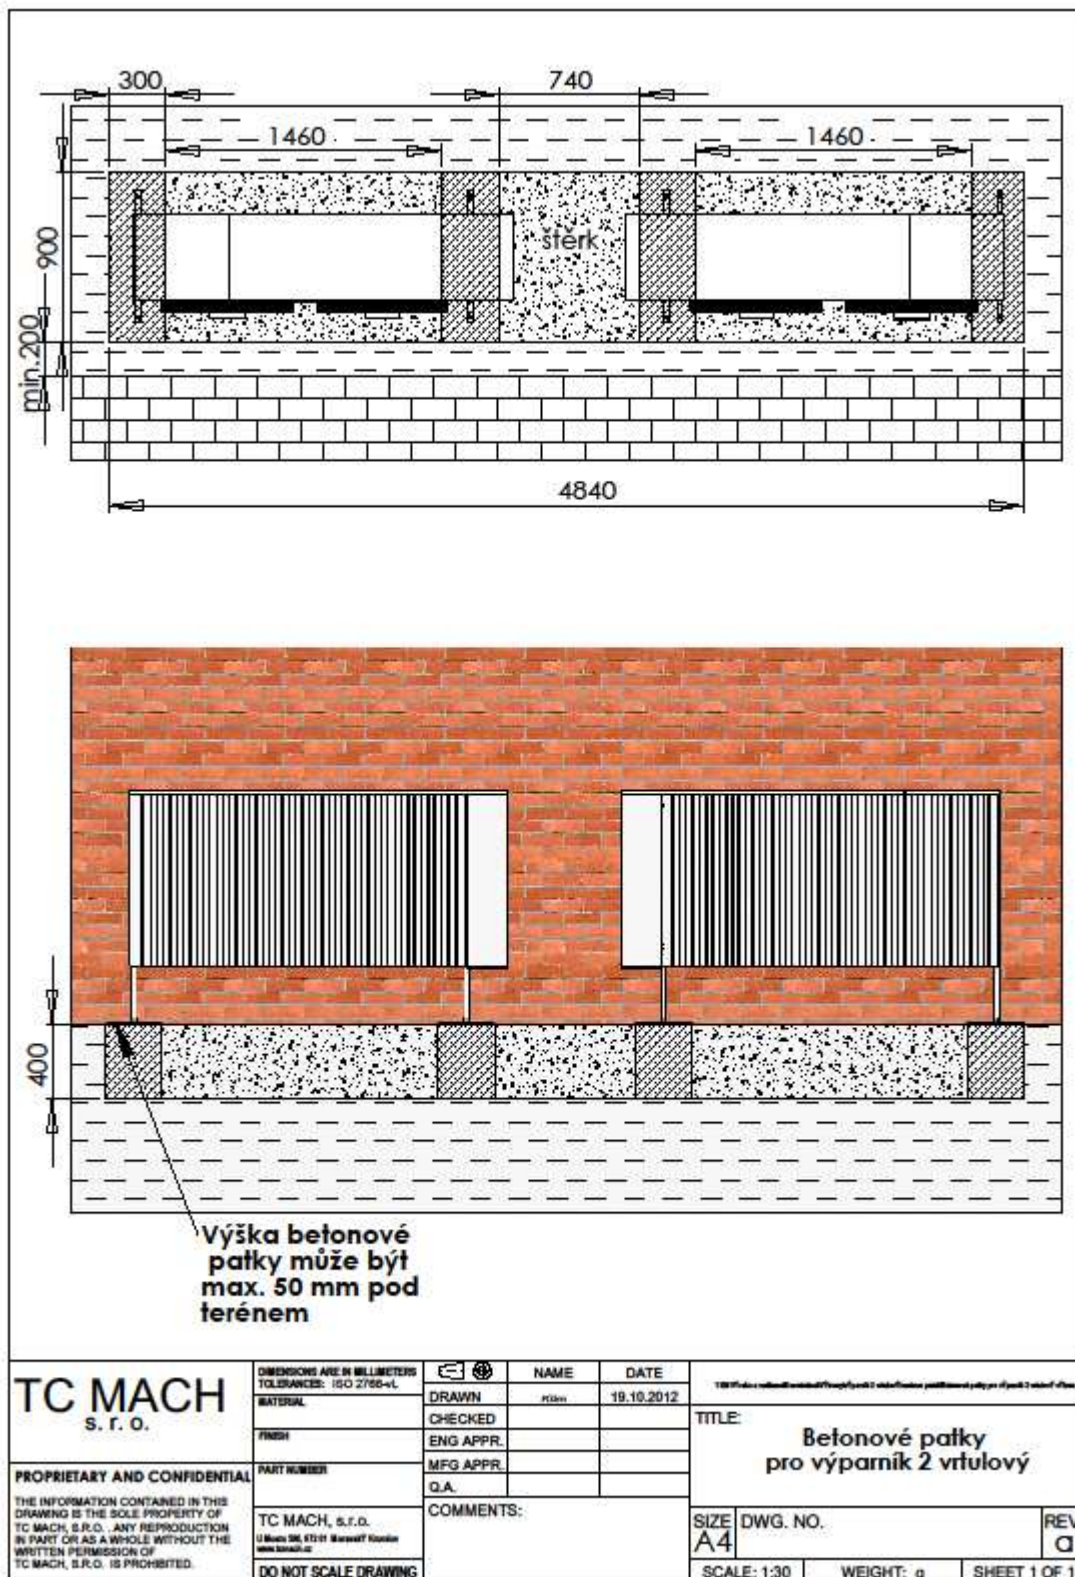 300
740
1460
1460
900
štěrk
min.200
4840
400
Výška betonové
patky může být
max. 50 mm pod
terénem
TC MACH
s. r. o.
PROPRIETARY AND CONFIDENTIAL
THE INFORMATION CONTAINED IN THIS
DRAWING IS THE SOLE PROPERTY OF
TC MACH, S.R.O. . ANY REPRODUCTION
IN PART OR AS A WHOLE WITHOUT THE
WRITTEN PERMISSION OF
TC MACH, S.R.O. IS PROHIBITED.
DIMENSIONS ARE IN MILLIMETERS
TOLERANCES: ISO 2768-vL
MATERIAL
FINISH
PART NUMBER
TC MACH, s.r.o.
DO NOT SCALE DRAWING
NAME
DATE
DRAWN
19.10.2012
CHECKED
ENG APPR.
MFG APPR.
Q.A.
COMMENTS:
TITLE:
Betonové patky
pro výparník 2 vrtulový
SIZE
A4
DWG. NO.
REV
a
SCALE: 1:30
WEIGHT: g
SHEET 1 OF 1